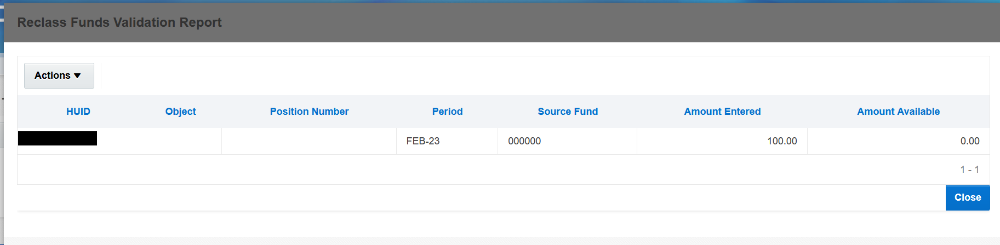 Reclass Funds Validation Report
Actions
HUID Object Position Number Period Source Fund Amount Entered Amount Available
FEB-23 000000 100.00 0.00
1 - 1
Close